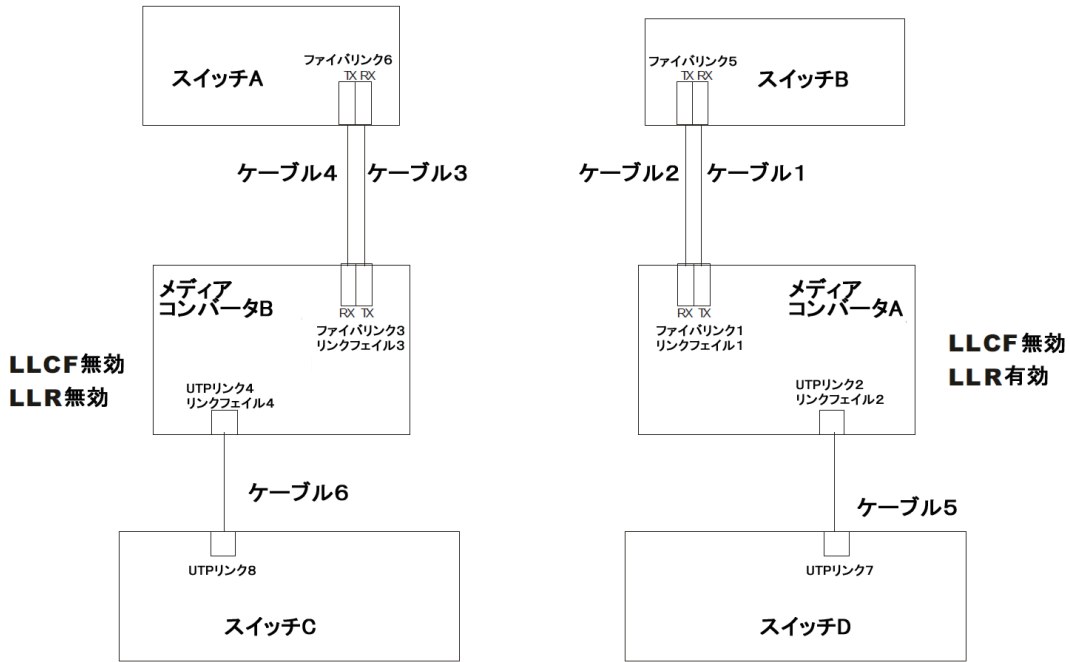 スイッチA
ファイバリンク6
TX RX
ファイバリンク5
TX RX
スイッチB
ケーブル4
ケーブル3
ケーブル2
ケーブル1
メディア
コンバータB
RX TX
ファイバリンク3
リンクフェイル3
LLCF無効
LLR無効
UTPリンク4
リンクフェイル4
RX TX
ファイバリンク1
リンクフェイル1
メディア
コンバータA
LLCF無効
LLR有効
UTPリンク2
リンクフェイル2
ケーブル6
ケーブル5
UTPリンク8
スイッチC
UTPリンク7
スイッチD